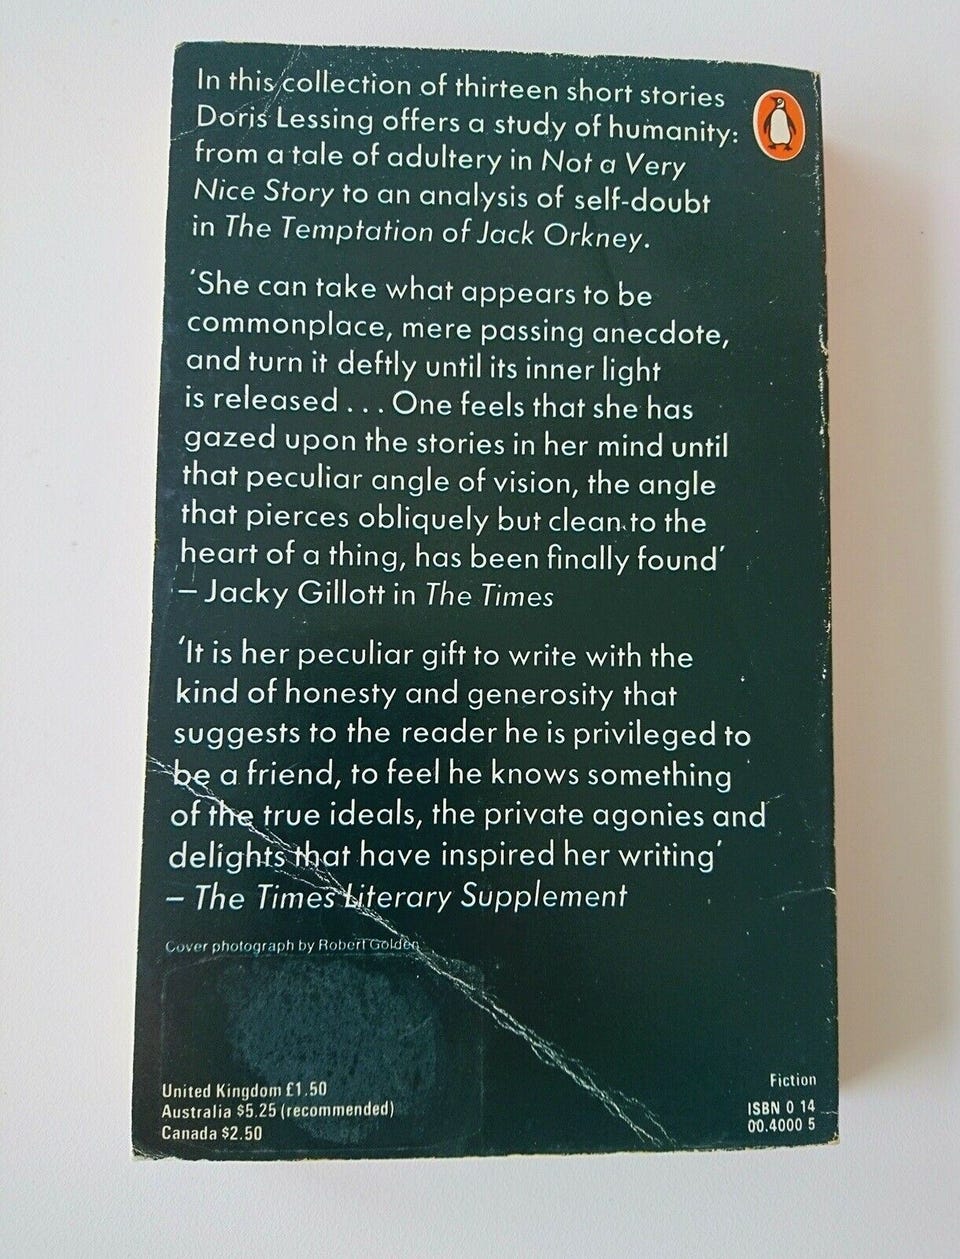 In this collection of thirteen short stories
Doris Lessing offers a study of humanity:
from a tale of adultery in Not a Very
Nice Story to an analysis of self-doubt
in The Temptation of Jack Orkney.
‘She can take what appears to be
commonplace, mere passing anecdote,
and turn it deftly until its inner light
is released . . . One feels that she has
gazed upon the stories in her mind until
that peculiar angle of vision, the angle
that pierces obliquely but clean to the
heart of a thing, has been finally found’
– Jacky Gillott in The Times
‘It is her peculiar gift to write with the
kind of honesty and generosity that
suggests to the reader he is privileged to
be a friend, to feel he knows something
of the true ideals, the private agonies and
delights that have inspired her writing’
– The Times Literary Supplement
Cover photograph by Robert Golden
United Kingdom £1.50
Australia $5.25 (recommended)
Canada $2.50
Fiction
ISBN 0 14
00.4000 5